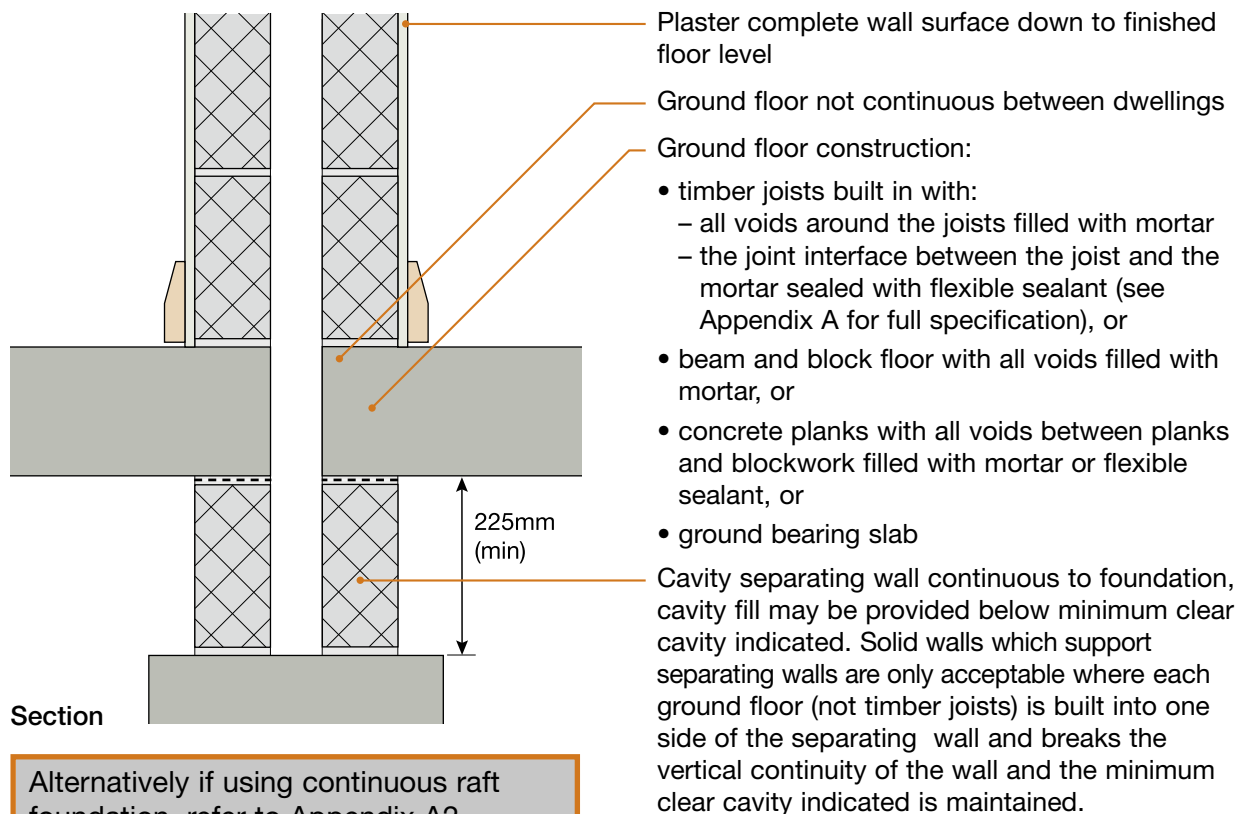 Plaster complete wall surface down to finished
floor level
Ground floor not continuous between dwellings
Ground floor construction:
• timber joists built in with:
– all voids around the joists filled with mortar
– the joint interface between the joist and the
mortar sealed with flexible sealant (see
Appendix A for full specification), or
• beam and block floor with all voids filled with
mortar, or
• concrete planks with all voids between planks
and blockwork filled with mortar or flexible
sealant, or
• ground bearing slab
225mm
(min)
Cavity separating wall continuous to foundation,
cavity fill may be provided below minimum clear
cavity indicated. Solid walls which support
separating walls are only acceptable where each
ground floor (not timber joists) is built into one
side of the separating wall and breaks the
vertical continuity of the wall and the minimum
clear cavity indicated is maintained.
Section
Alternatively if using continuous raft
foundation, refer to Appendix A2